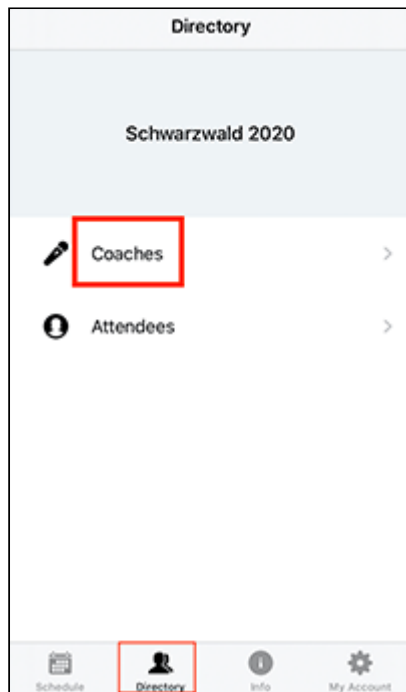 Directory
Schwarzwald 2020
Coaches
Attendees
Schedule Directory Info My Account